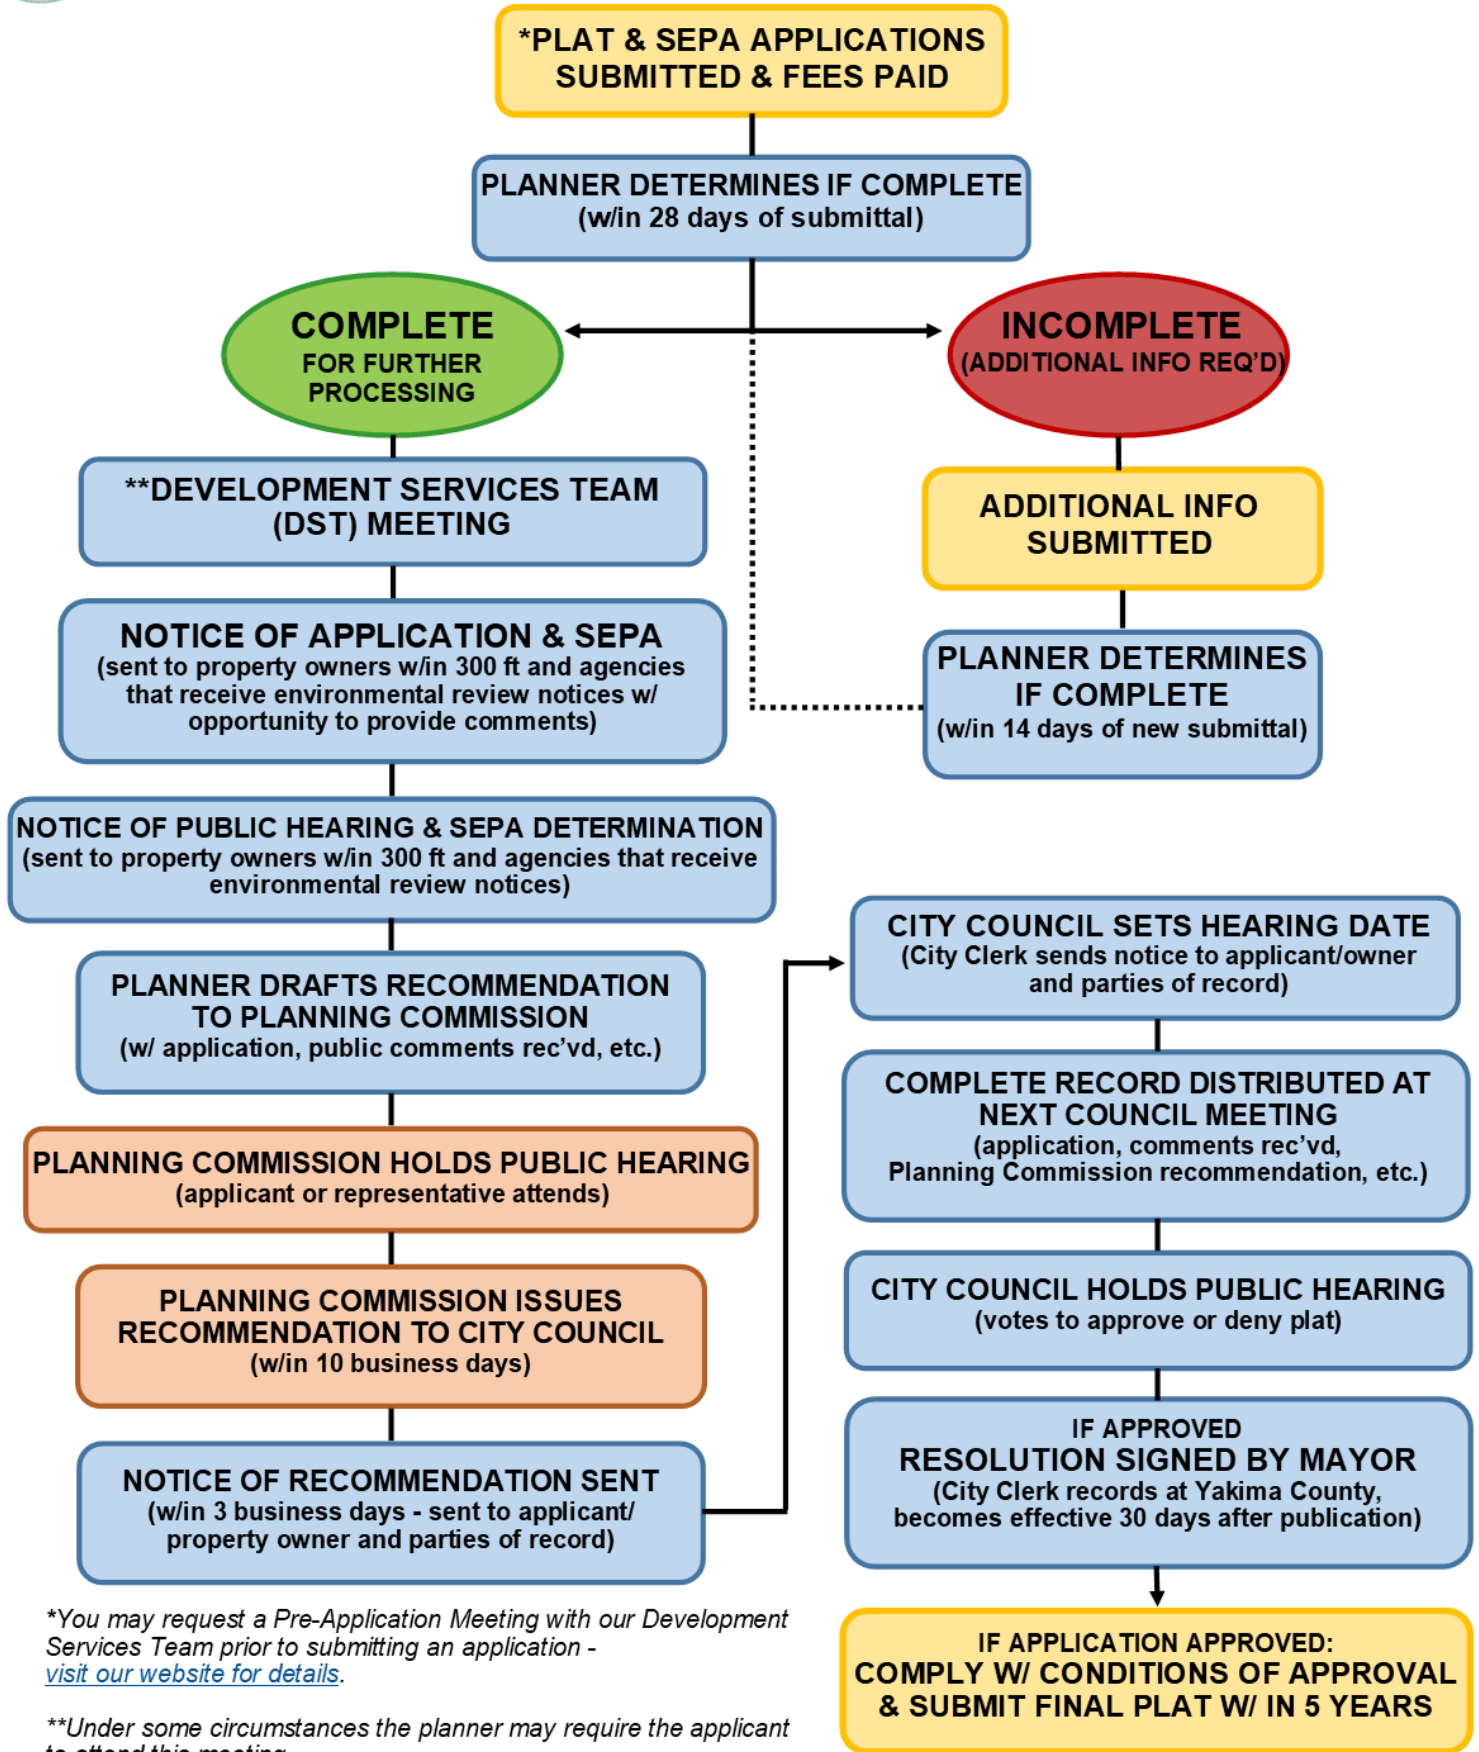 *PLAT & SEPA APPLICATIONS
SUBMITTED & FEES PAID
PLANNER DETERMINES IF COMPLETE
(w/in 28 days of submittal)
COMPLETE
FOR FURTHER
PROCESSING
INCOMPLETE
(ADDITIONAL INFO REQ'D)
**DEVELOPMENT SERVICES TEAM
(DST) MEETING
ADDITIONAL INFO
SUBMITTED
NOTICE OF APPLICATION & SEPA
(sent to property owners w/in 300 ft and agencies
that receive environmental review notices w/
opportunity to provide comments)
PLANNER DETERMINES
IF COMPLETE
(w/in 14 days of new submittal)
NOTICE OF PUBLIC HEARING & SEPA DETERMINATION
(sent to property owners w/in 300 ft and agencies that receive
environmental review notices)
PLANNER DRAFTS RECOMMENDATION
TO PLANNING COMMISSION
(w/ application, public comments rec'vd, etc.)
PLANNING COMMISSION HOLDS PUBLIC HEARING
(applicant or representative attends)
PLANNING COMMISSION ISSUES
RECOMMENDATION TO CITY COUNCIL
(w/in 10 business days)
NOTICE OF RECOMMENDATION SENT
(w/in 3 business days - sent to applicant/
property owner and parties of record)
CITY COUNCIL SETS HEARING DATE
(City Clerk sends notice to applicant/owner
and parties of record)
COMPLETE RECORD DISTRIBUTED AT
NEXT COUNCIL MEETING
(application, comments rec'vd,
Planning Commission recommendation, etc.)
CITY COUNCIL HOLDS PUBLIC HEARING
(votes to approve or deny plat)
IF APPROVED
RESOLUTION SIGNED BY MAYOR
(City Clerk records at Yakima County,
becomes effective 30 days after publication)
IF APPLICATION APPROVED:
COMPLY W/ CONDITIONS OF APPROVAL
& SUBMIT FINAL PLAT W/ IN 5 YEARS
*You may request a Pre-Application Meeting with our Development
Services Team prior to submitting an application -
visit our website for details.
**Under some circumstances the planner may require the applicant
to attend this meeting